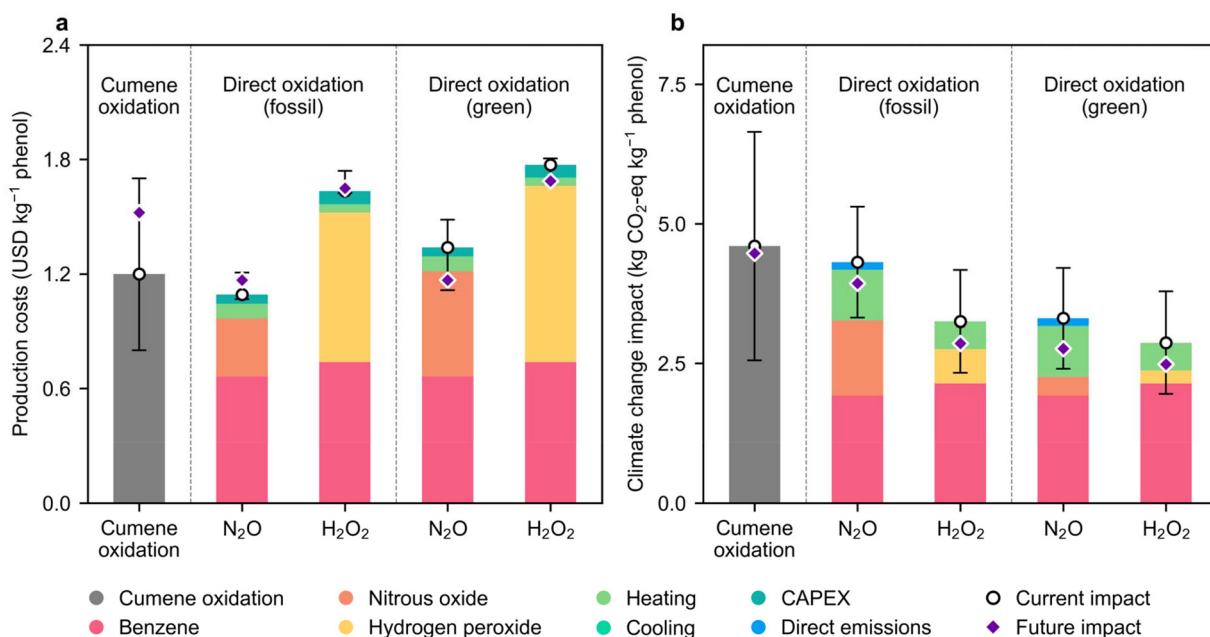 a
Production costs (USD kg⁻¹ phenol)
2.4
1.8
1.2
0.6
0.0
Cumene
oxidation
Direct oxidation
(fossil)
Direct oxidation
(green)
Cumene
oxidation
N₂O
H₂O₂
N₂O
H₂O₂
b
Climate change impact (kg CO₂-eq kg⁻¹ phenol)
7.5
5.0
2.5
0.0
Cumene
oxidation
Direct oxidation
(fossil)
Direct oxidation
(green)
Cumene
oxidation
N₂O
H₂O₂
N₂O
H₂O₂
Cumene oxidation
Nitrous oxide
Heating
CAPEX
Current impact
Benzene
Hydrogen peroxide
Cooling
Direct emissions
Future impact